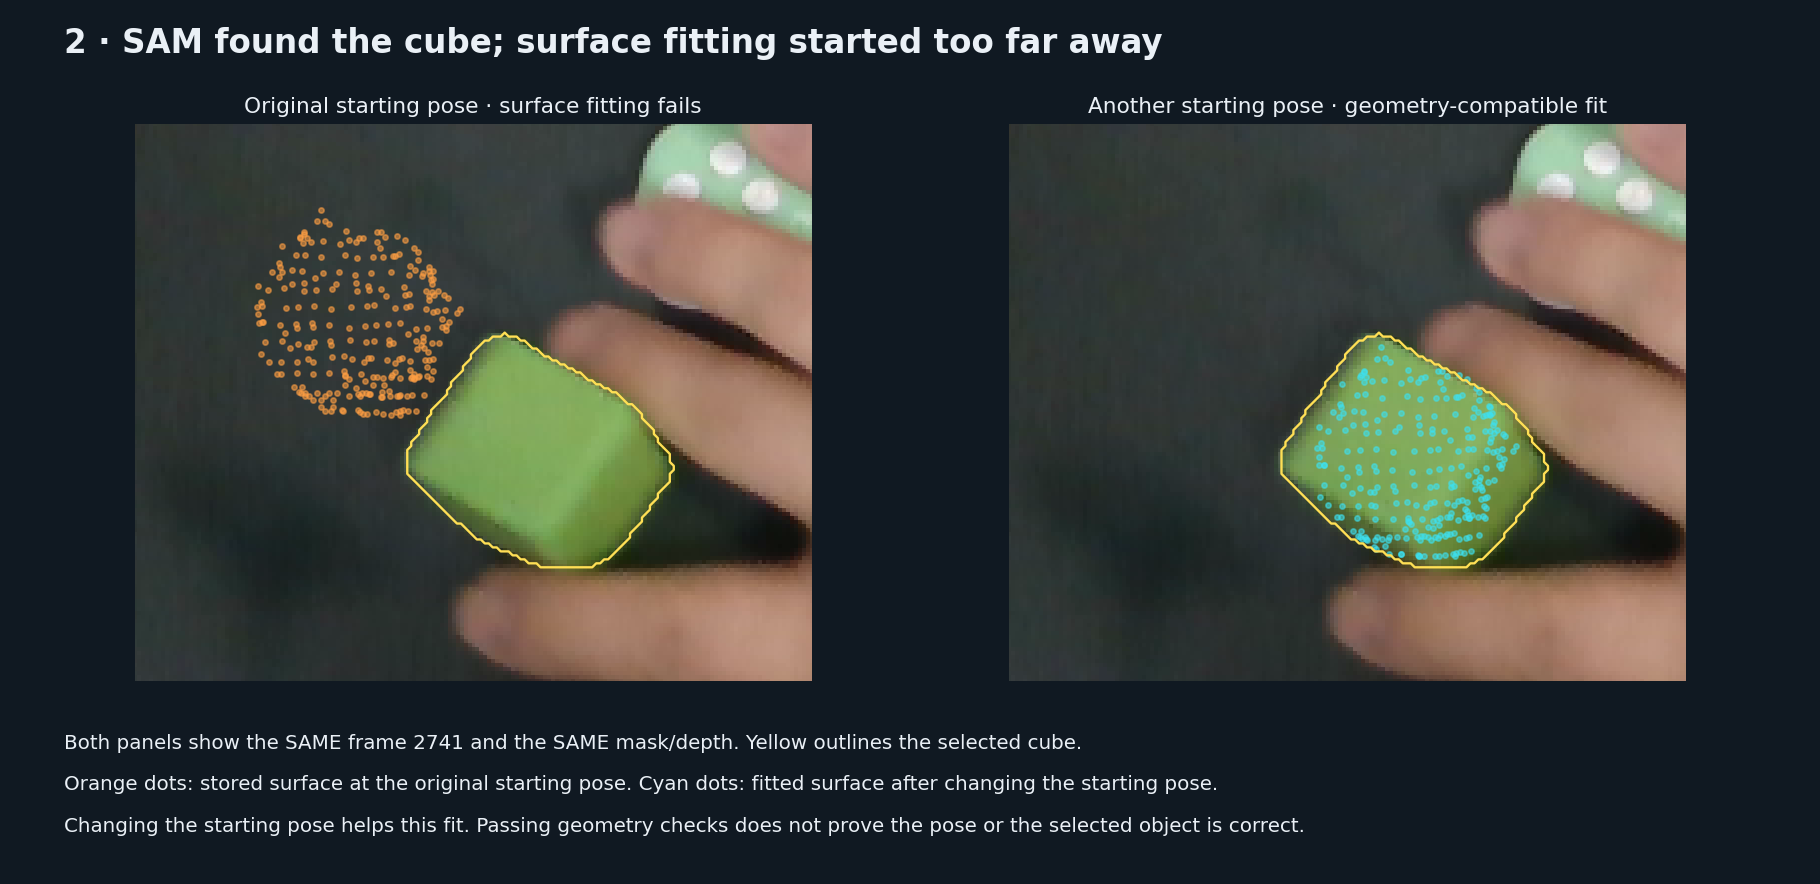 2 · SAM found the cube; surface fitting started too far away
Original starting pose · surface fitting fails
Another starting pose · geometry-compatible fit
Both panels show the SAME frame 2741 and the SAME mask/depth. Yellow outlines the selected cube.
Orange dots: stored surface at the original starting pose. Cyan dots: fitted surface after changing the starting pose.
Changing the starting pose helps this fit. Passing geometry checks does not prove the pose or the selected object is correct.